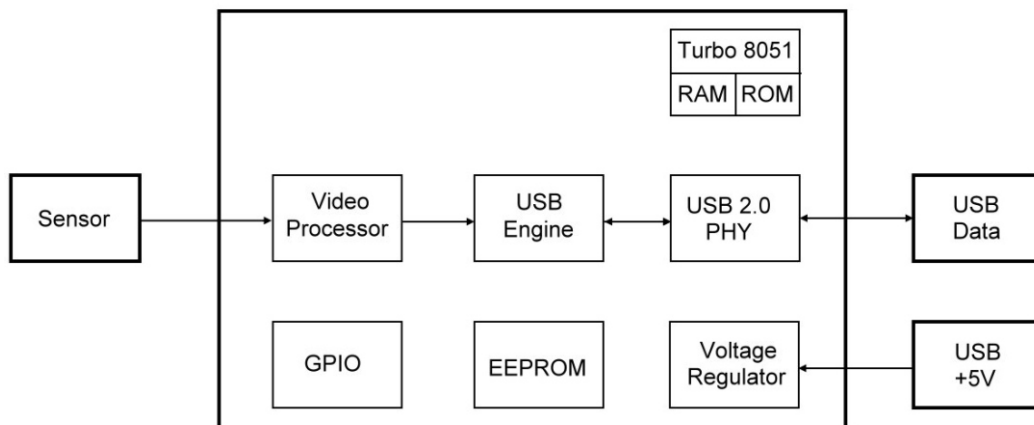 Turbo 8051
RAM ROM
Sensor
Video
Processor
USB
Engine
USB 2.0
PHY
USB
Data
GPIO
EEPROM
Voltage
Regulator
USB
+5V